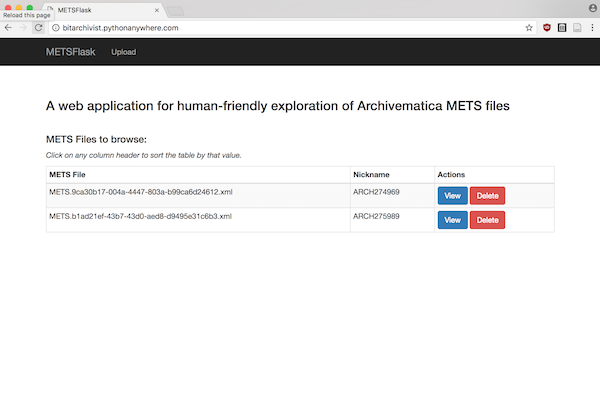 METSFlask
Reload this page
bitarchivist.pythonanywhere.com
METSFlask Upload
A web application for human-friendly exploration of Archivematica METS files
METS Files to browse:
Click on any column header to sort the table by that value.
METS File Nickname Actions
METS.9ca30b17-004a-4447-803a-b99ca6d24612.xml ARCH274969 View Delete
METS.b1ad21ef-43b7-43d0-aed8-d9495e31c6b3.xml ARCH275989 View Delete